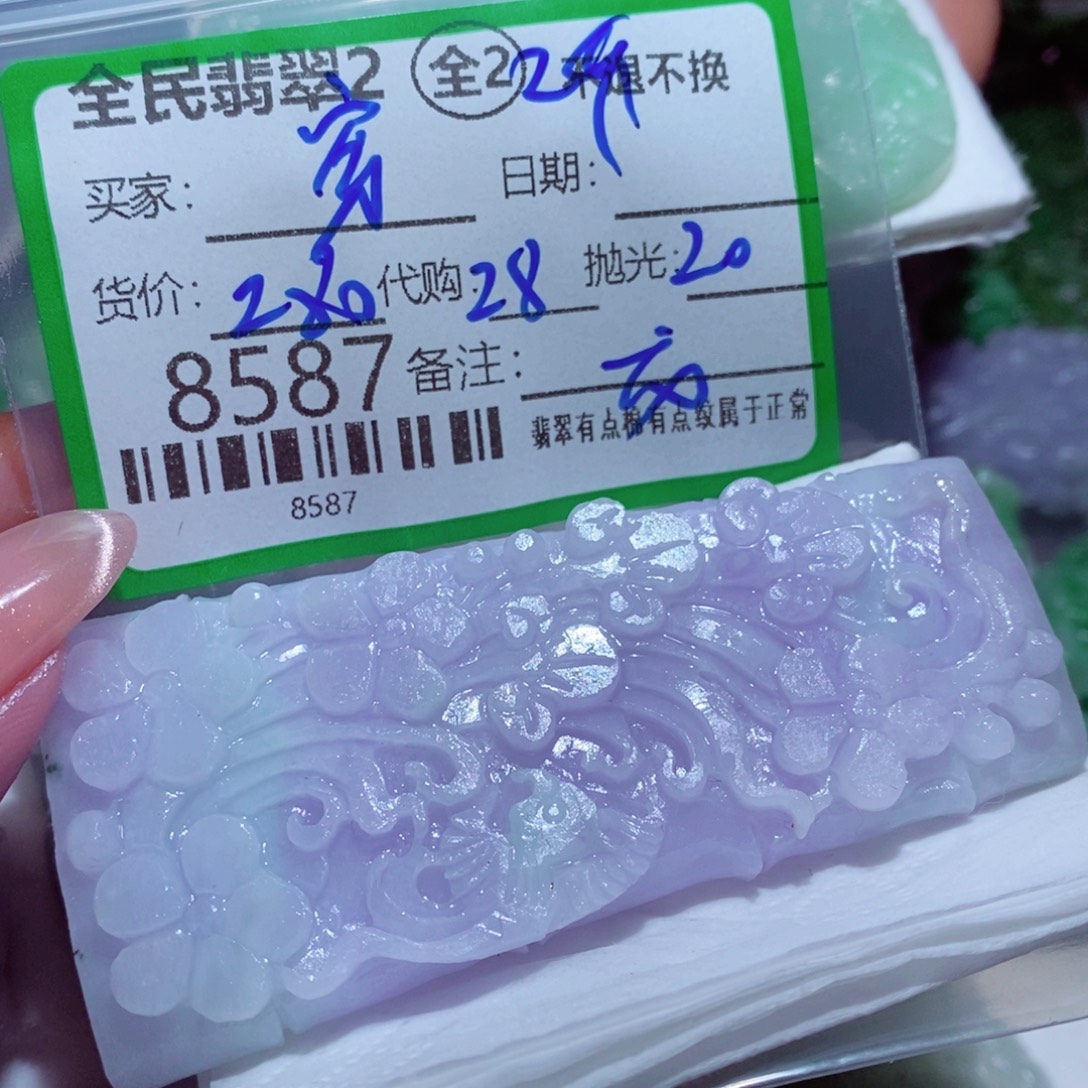 全民翡翠2 全2 不退不换
买家: 日期:
货价: 280 代购: 28 抛光: 20
8587 备注:
翡翠有点棉有点纹属于正常
8587